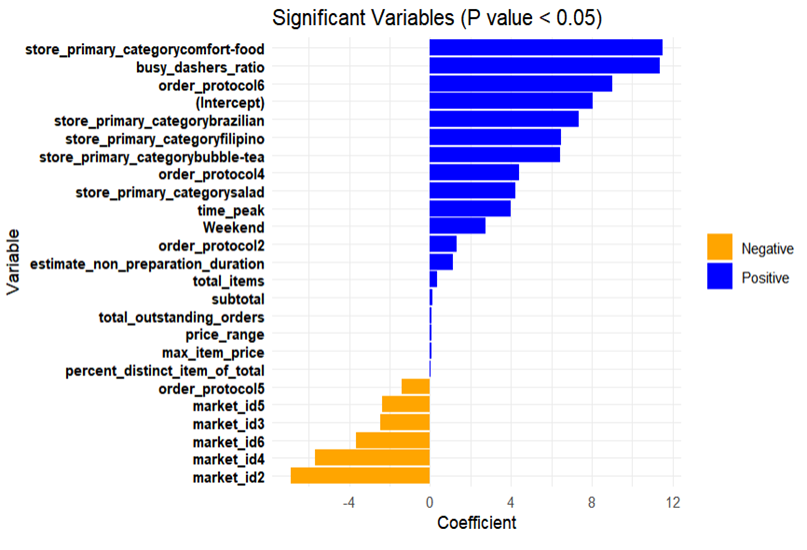 Significant Variables (P value < 0.05)
store_primary_categorycomfort-food
busy_dashers_ratio
order_protocol6
(Intercept)
store_primary_categorybrazilian
store_primary_categoryfilipino
store_primary_categorybubble-tea
order_protocol4
store_primary_categorysalad
time_peak
Weekend
order_protocol2
estimate_non_preparation_duration
total_items
subtotal
total_outstanding_orders
price_range
max_item_price
percent_distinct_item_of_total
order_protocol5
market_id5
market_id3
market_id6
market_id4
market_id2
Variable
-4 0 4 8 12
Coefficient
Negative
Positive